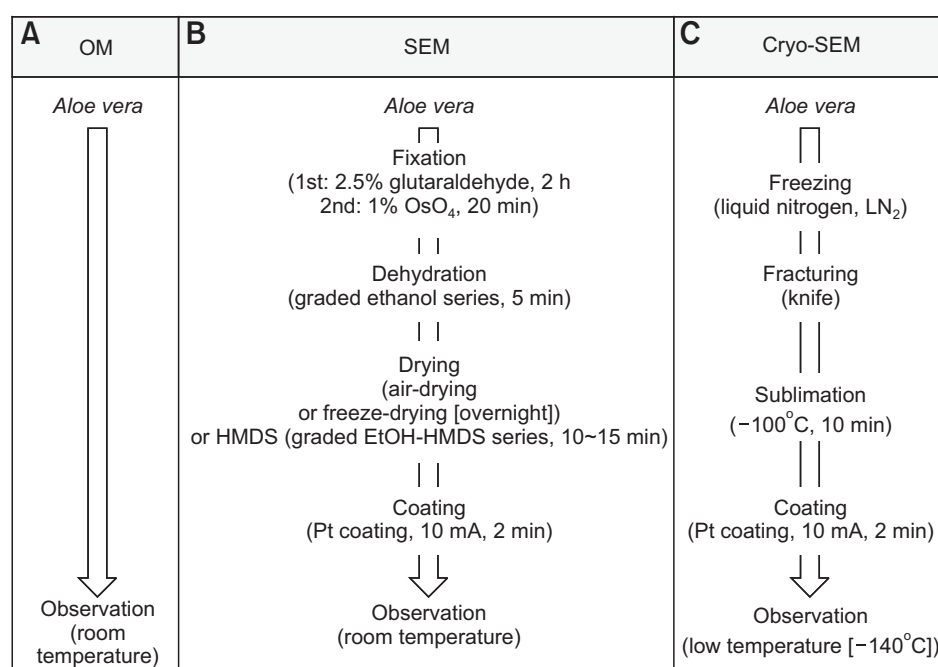 A
OM
Aloe vera
Observation
(room
temperature)
B
SEM
Aloe vera
Fixation
(1st: 2.5% glutaraldehyde, 2 h
2nd: 1% OsO₄, 20 min)
Dehydration
(graded ethanol series, 5 min)
Drying
(air-drying
or freeze-drying [overnight])
or HMDS (graded EtOH-HMDS series, 10~15 min)
Coating
(Pt coating, 10 mA, 2 min)
Observation
(room temperature)
C
Cryo-SEM
Aloe vera
Freezing
(liquid nitrogen, LN₂)
Fracturing
(knife)
Sublimation
(−100°C, 10 min)
Coating
(Pt coating, 10 mA, 2 min)
Observation
(low temperature [−140°C])